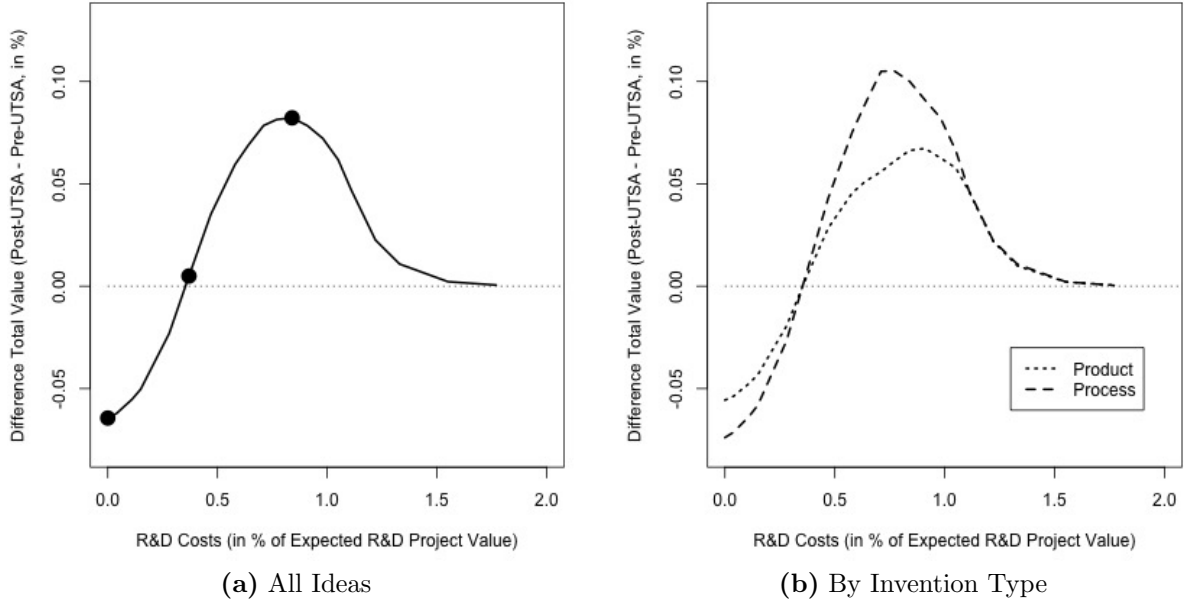 Difference Total Value (Post-UTSA - Pre-UTSA, in %)
0.10
0.05
0.00
-0.05
0.0 0.5 1.0 1.5 2.0
R&D Costs (in % of Expected R&D Project Value)
(a) All Ideas
Difference Total Value (Post-UTSA - Pre-UTSA, in %)
0.10
0.05
0.00
-0.05
Product
Process
0.0 0.5 1.0 1.5 2.0
R&D Costs (in % of Expected R&D Project Value)
(b) By Invention Type